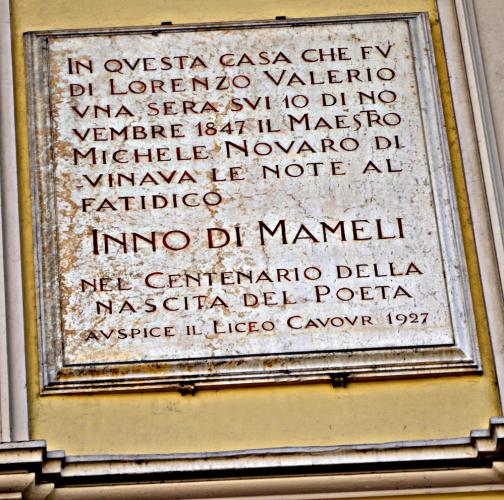 IN QVESTA CASA CHE FV
DI LORENZO VALERIO
VNA SERA SVI 10 DI NO
VEMBRE 1847 IL MAESTRO
MICHELE NOVARO DI
VINAVA LE NOTE AL
FATIDICO
INNO DI MAMELI
NEL CENTENARIO DELLA
NASCITA DEL POETA
AVSPICE IL LICEO CAVOVR 1927